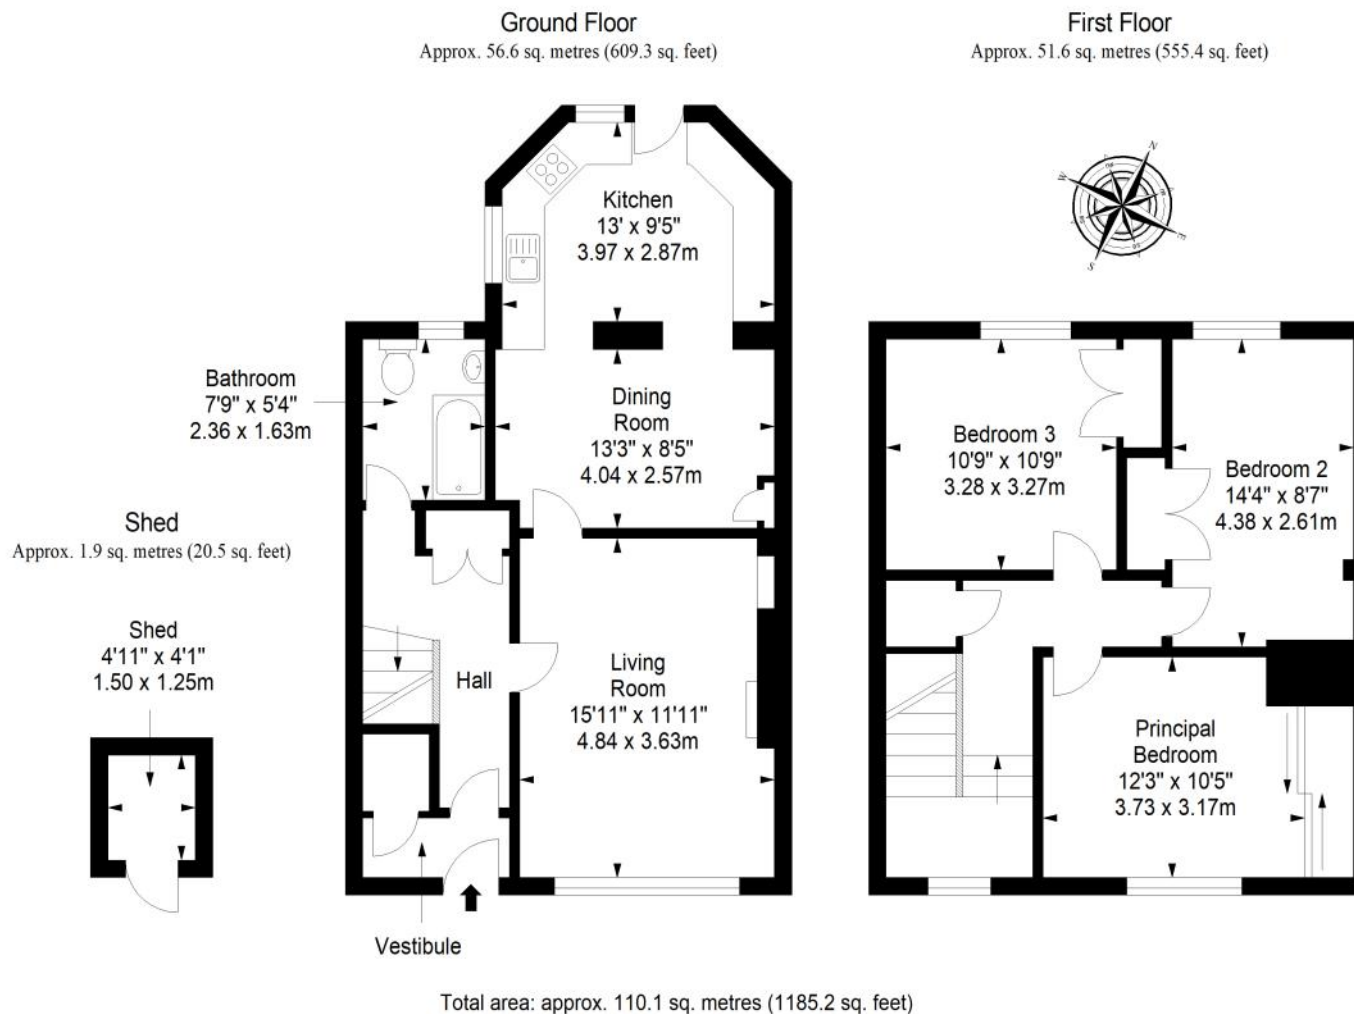 Ground Floor
Approx. 56.6 sq. metres (609.3 sq. feet)
First Floor
Approx. 51.6 sq. metres (555.4 sq. feet)
N
W
E
S
Kitchen
13' x 9'5"
3.97 x 2.87m
Bathroom
7'9" x 5'4"
2.36 x 1.63m
Dining
Room
13'3" x 8'5"
4.04 x 2.57m
Bedroom 3
10'9" x 10'9"
3.28 x 3.27m
Bedroom 2
14'4" x 8'7"
4.38 x 2.61m
Shed
Approx. 1.9 sq. metres (20.5 sq. feet)
Shed
4'11" x 4'1"
1.50 x 1.25m
Hall
Living
Room
15'11" x 11'11"
4.84 x 3.63m
Principal
Bedroom
12'3" x 10'5"
3.73 x 3.17m
Vestibule
Total area: approx. 110.1 sq. metres (1185.2 sq. feet)